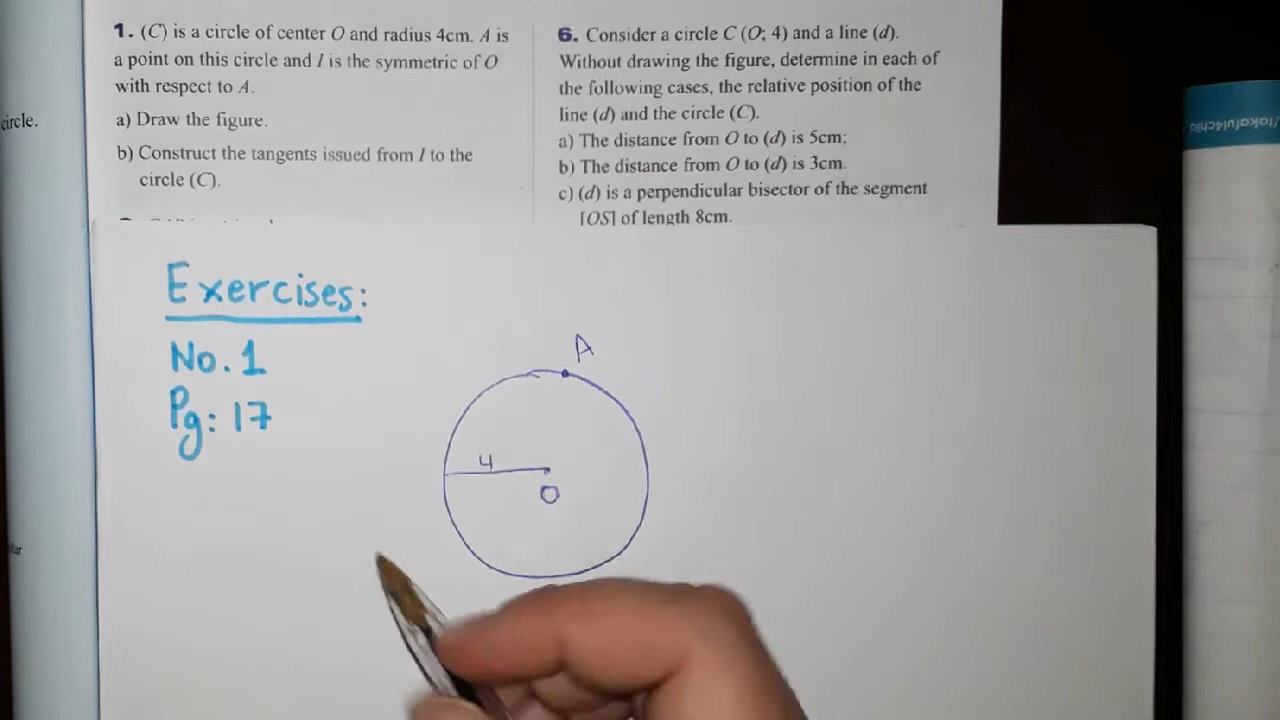 circle.
1. (C) is a circle of center O and radius 4cm. A is
a point on this circle and I is the symmetric of O
with respect to A.
a) Draw the figure.
b) Construct the tangents issued from I to the
circle (C).
6. Consider a circle C (O; 4) and a line (d).
Without drawing the figure, determine in each of
the following cases, the relative position of the
line (d) and the circle (C).
a) The distance from O to (d) is 5cm;
b) The distance from O to (d) is 3cm.
c) (d) is a perpendicular bisector of the segment
[OS] of length 8cm.
Exercises:
No. 1
Pg: 17
A
4
O